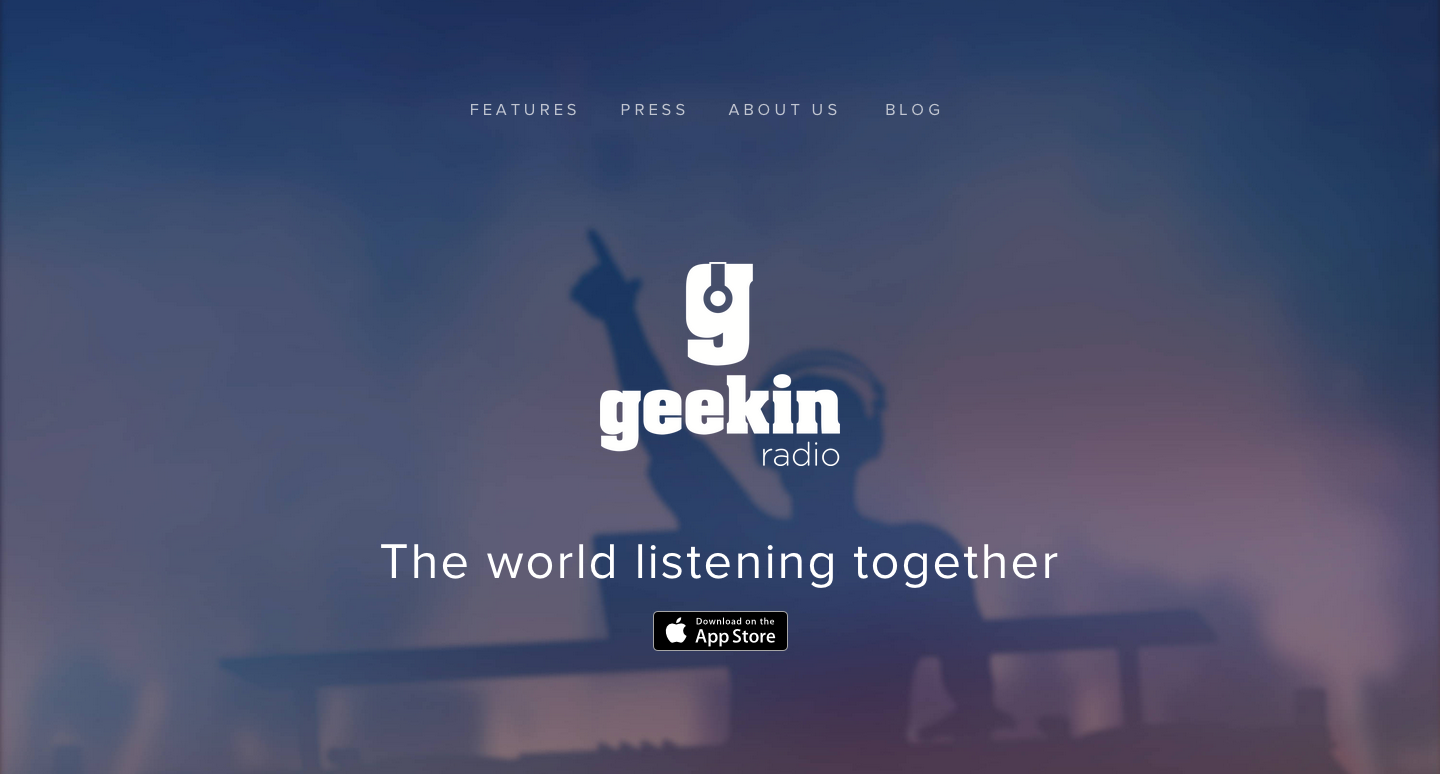 FEATURES PRESS ABOUT US BLOG
g
geekin
radio
The world listening together
Download on the
App Store